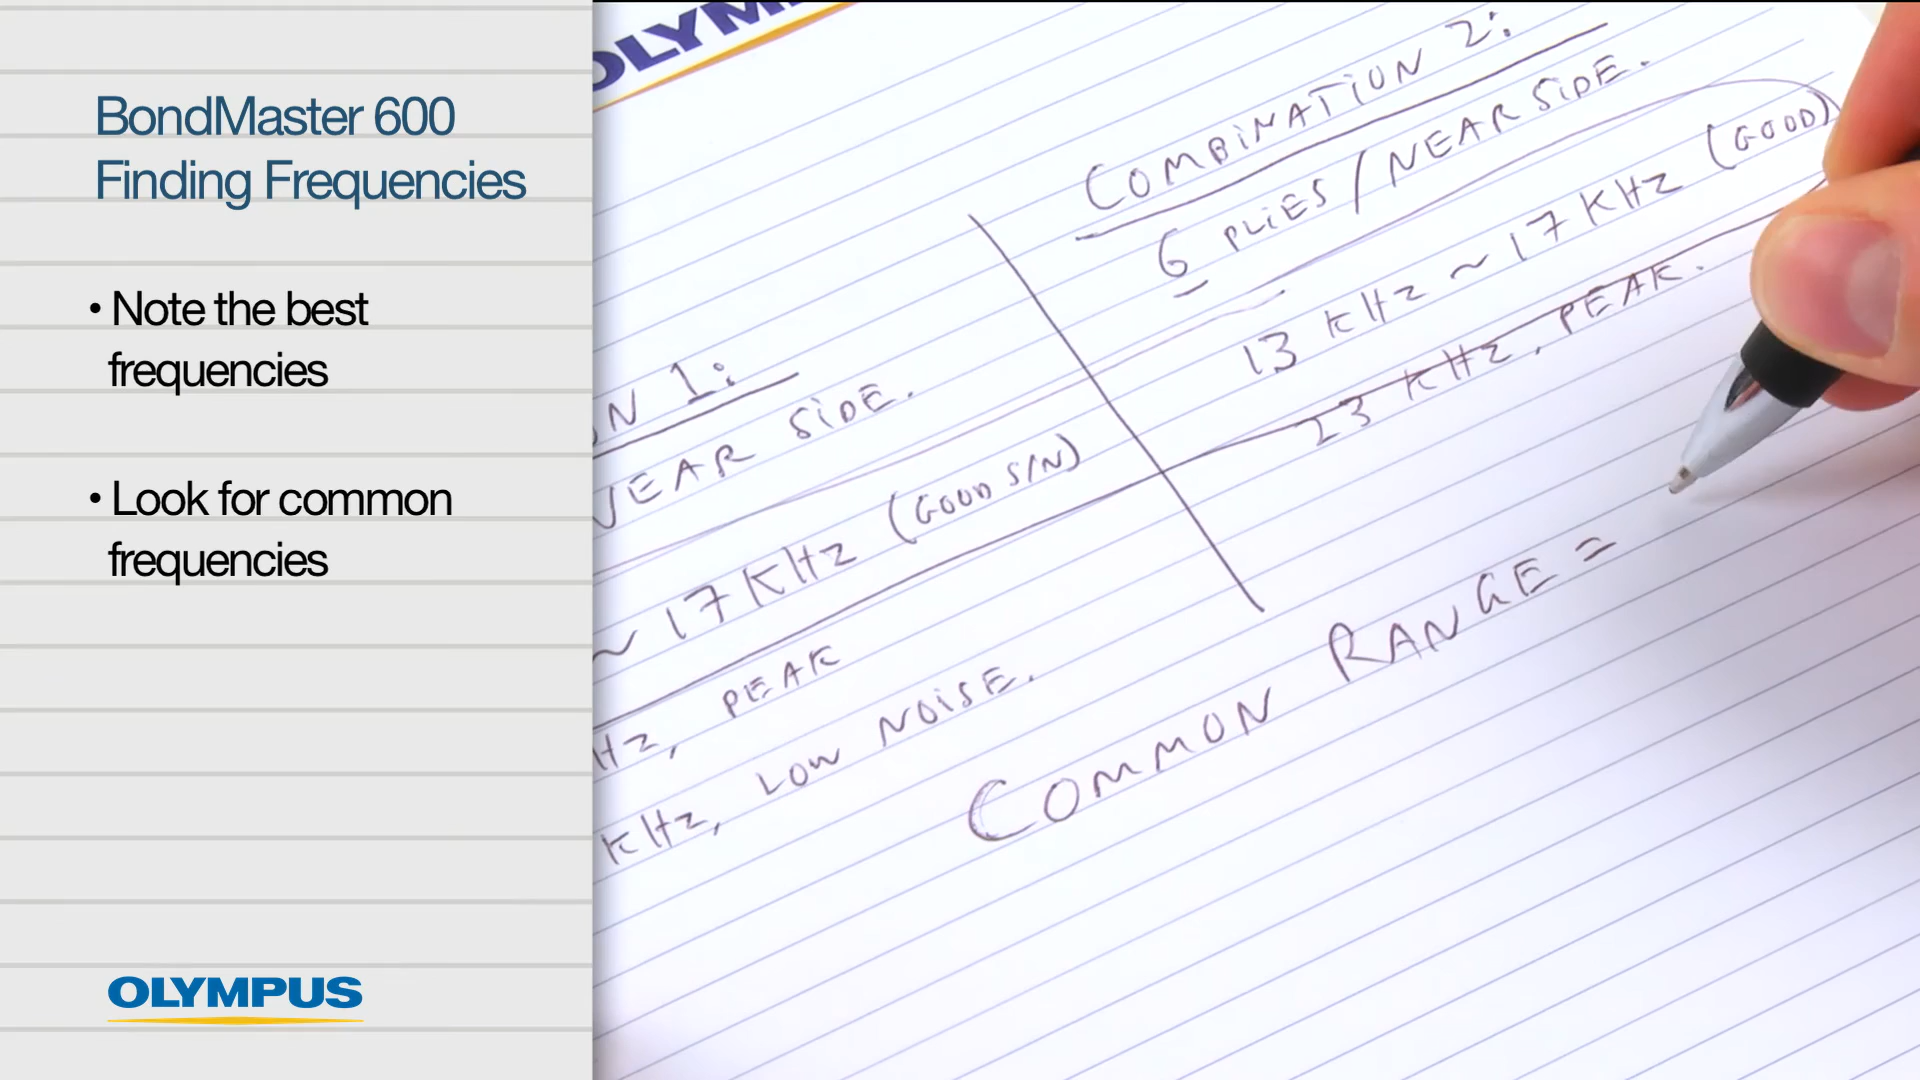 BondMaster 600
Finding Frequencies
• Note the best
frequencies
• Look for common
frequencies
OLYMPUS
OLYM
N 1:
NEAR SIDE.
~ 17 KHz (GOOD S/N)
Hz, PEAK
KHz, LOW NOISE.
COMBINATION 2:
6 PLIES / NEAR SIDE.
13 KHz ~ 17 KHz (GOOD)
23 KHz, PEAK.
COMMON RANGE =